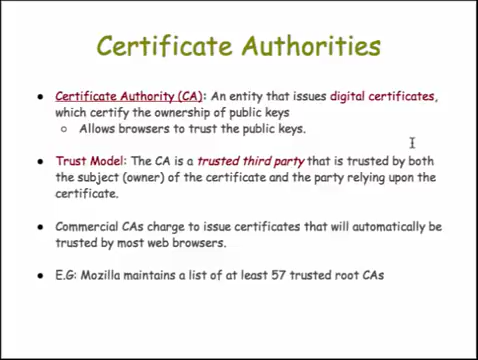 Certificate Authorities
● Certificate Authority (CA): An entity that issues digital certificates,
which certify the ownership of public keys
○ Allows browsers to trust the public keys.
● Trust Model: The CA is a trusted third party that is trusted by both
the subject (owner) of the certificate and the party relying upon the
certificate.
● Commercial CAs charge to issue certificates that will automatically be
trusted by most web browsers.
● E.G: Mozilla maintains a list of at least 57 trusted root CAs